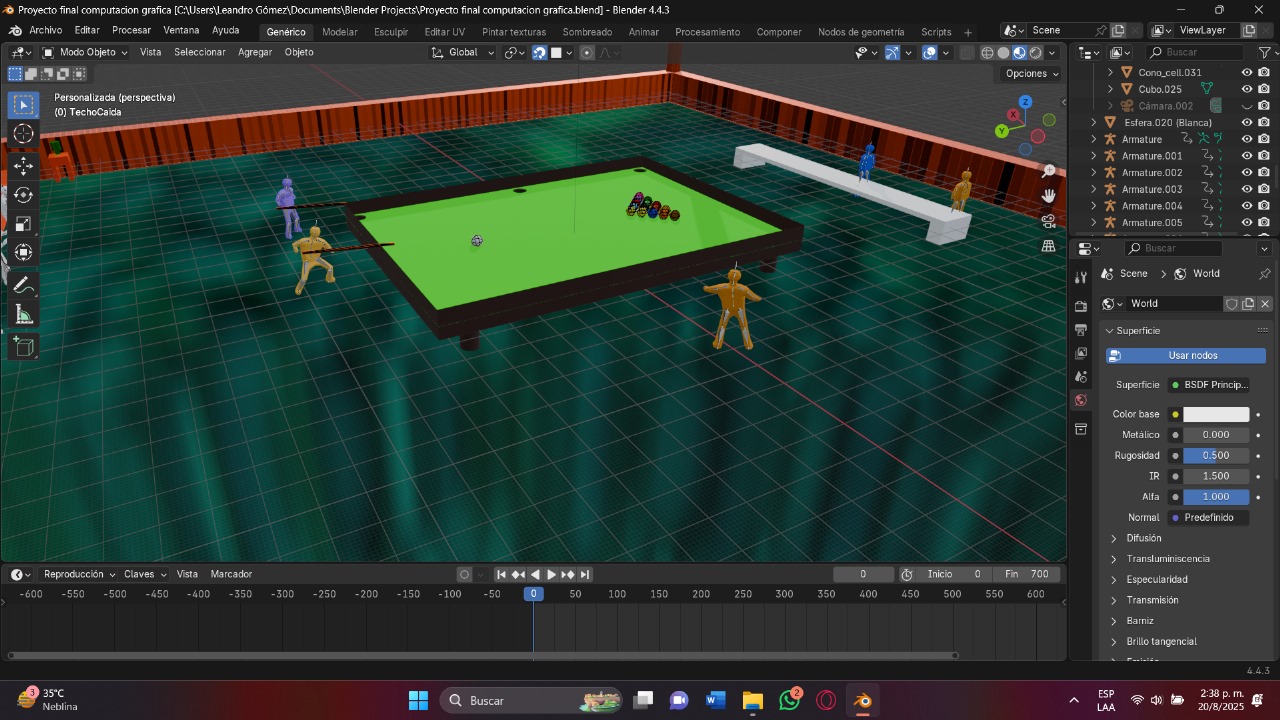 Proyecto final computacion grafica [C:\Users\Leandro Gómez\Documents\Blender Projects\Proyecto final computacion grafica.blend] - Blender 4.4.3
Archivo Editar Procesar Ventana Ayuda Genérico Modelar Esculpir Editar UV Pintar texturas Sombreado Animar Procesamiento Componer Nodos de geometría Scripts + Scene ViewLayer
Modo Objeto Vista Seleccionar Agregar Objeto Global Buscar
Opciones
Personalizada (perspectiva)
(0) TechoCaida
Z
X
Y
Cono_cell.031
Cubo.025
Cámara.002
Esfera.020 (Blanca)
Armature
Armature.001
Armature.002
Armature.003
Armature.004
Armature.005
Buscar
Scene World
World
Superficie
Usar nodos
Superficie BSDF Princip...
Color base
Metálico 0.000
Rugosidad 0.500
IR 1.500
Alfa 1.000
Normal Predefinido
Difusión
Transluminiscencia
Especularidad
Transmisión
Barniz
Brillo tangencial
Reproducción Claves Vista Marcador 0 Inicio 0 Fin 700
-600 -550 -500 -450 -400 -350 -300 -250 -200 -150 -100 -50 0 50 100 150 200 250 300 350 400 450 500 550 600
4.4.3
3 35°C
Neblina
Buscar
2
ESP
LAA
2:38 p. m.
20/8/2025